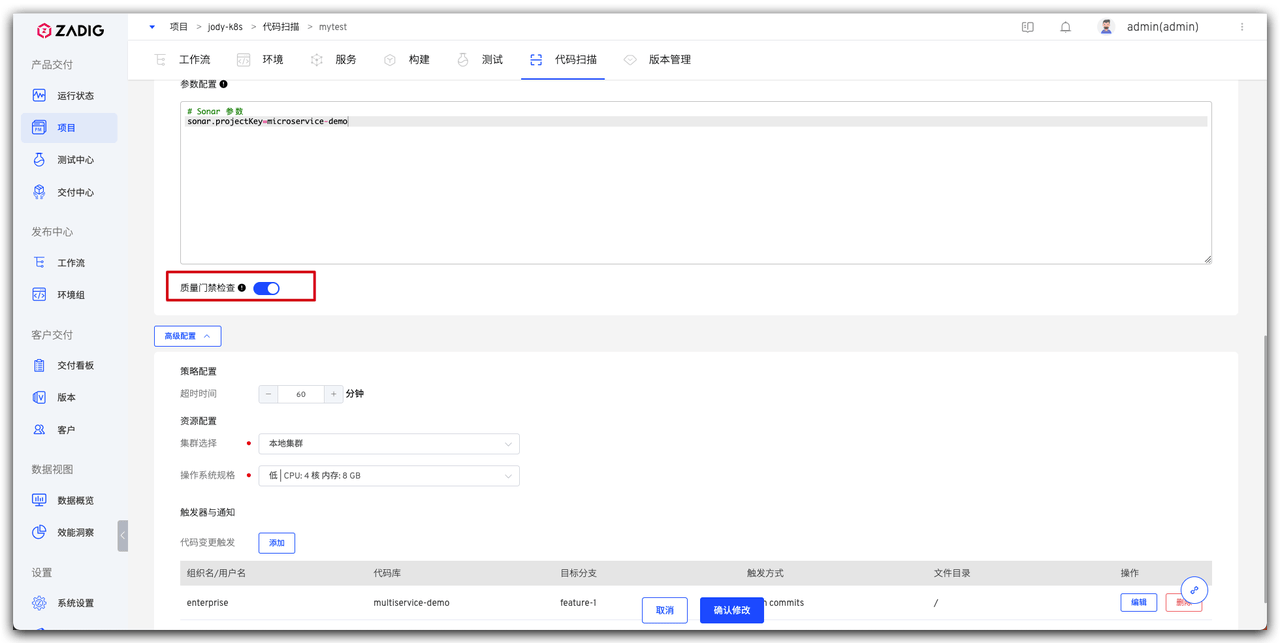 ZADIG
项目 > jody-k8s > 代码扫描 > mytest
admin(admin)
工作流 环境 服务 构建 测试 代码扫描 版本管理
产品交付
运行状态
项目
测试中心
交付中心
发布中心
工作流
环境组
客户交付
交付看板
版本
客户
数据视图
数据概览
效能洞察
设置
系统设置
参数配置
# Sonar 参数
sonar.projectKey=microservice-demo
质量门禁检查
高级配置
策略配置
超时时间 − 60 + 分钟
资源配置
集群选择 本地集群
操作系统规格 低 | CPU: 4 核 内存: 8 GB
触发器与通知
代码变更触发 添加
组织名/用户名 代码库 目标分支 触发方式 文件目录 操作
enterprise multiservice-demo feature-1 commits / 编辑
取消 确认修改